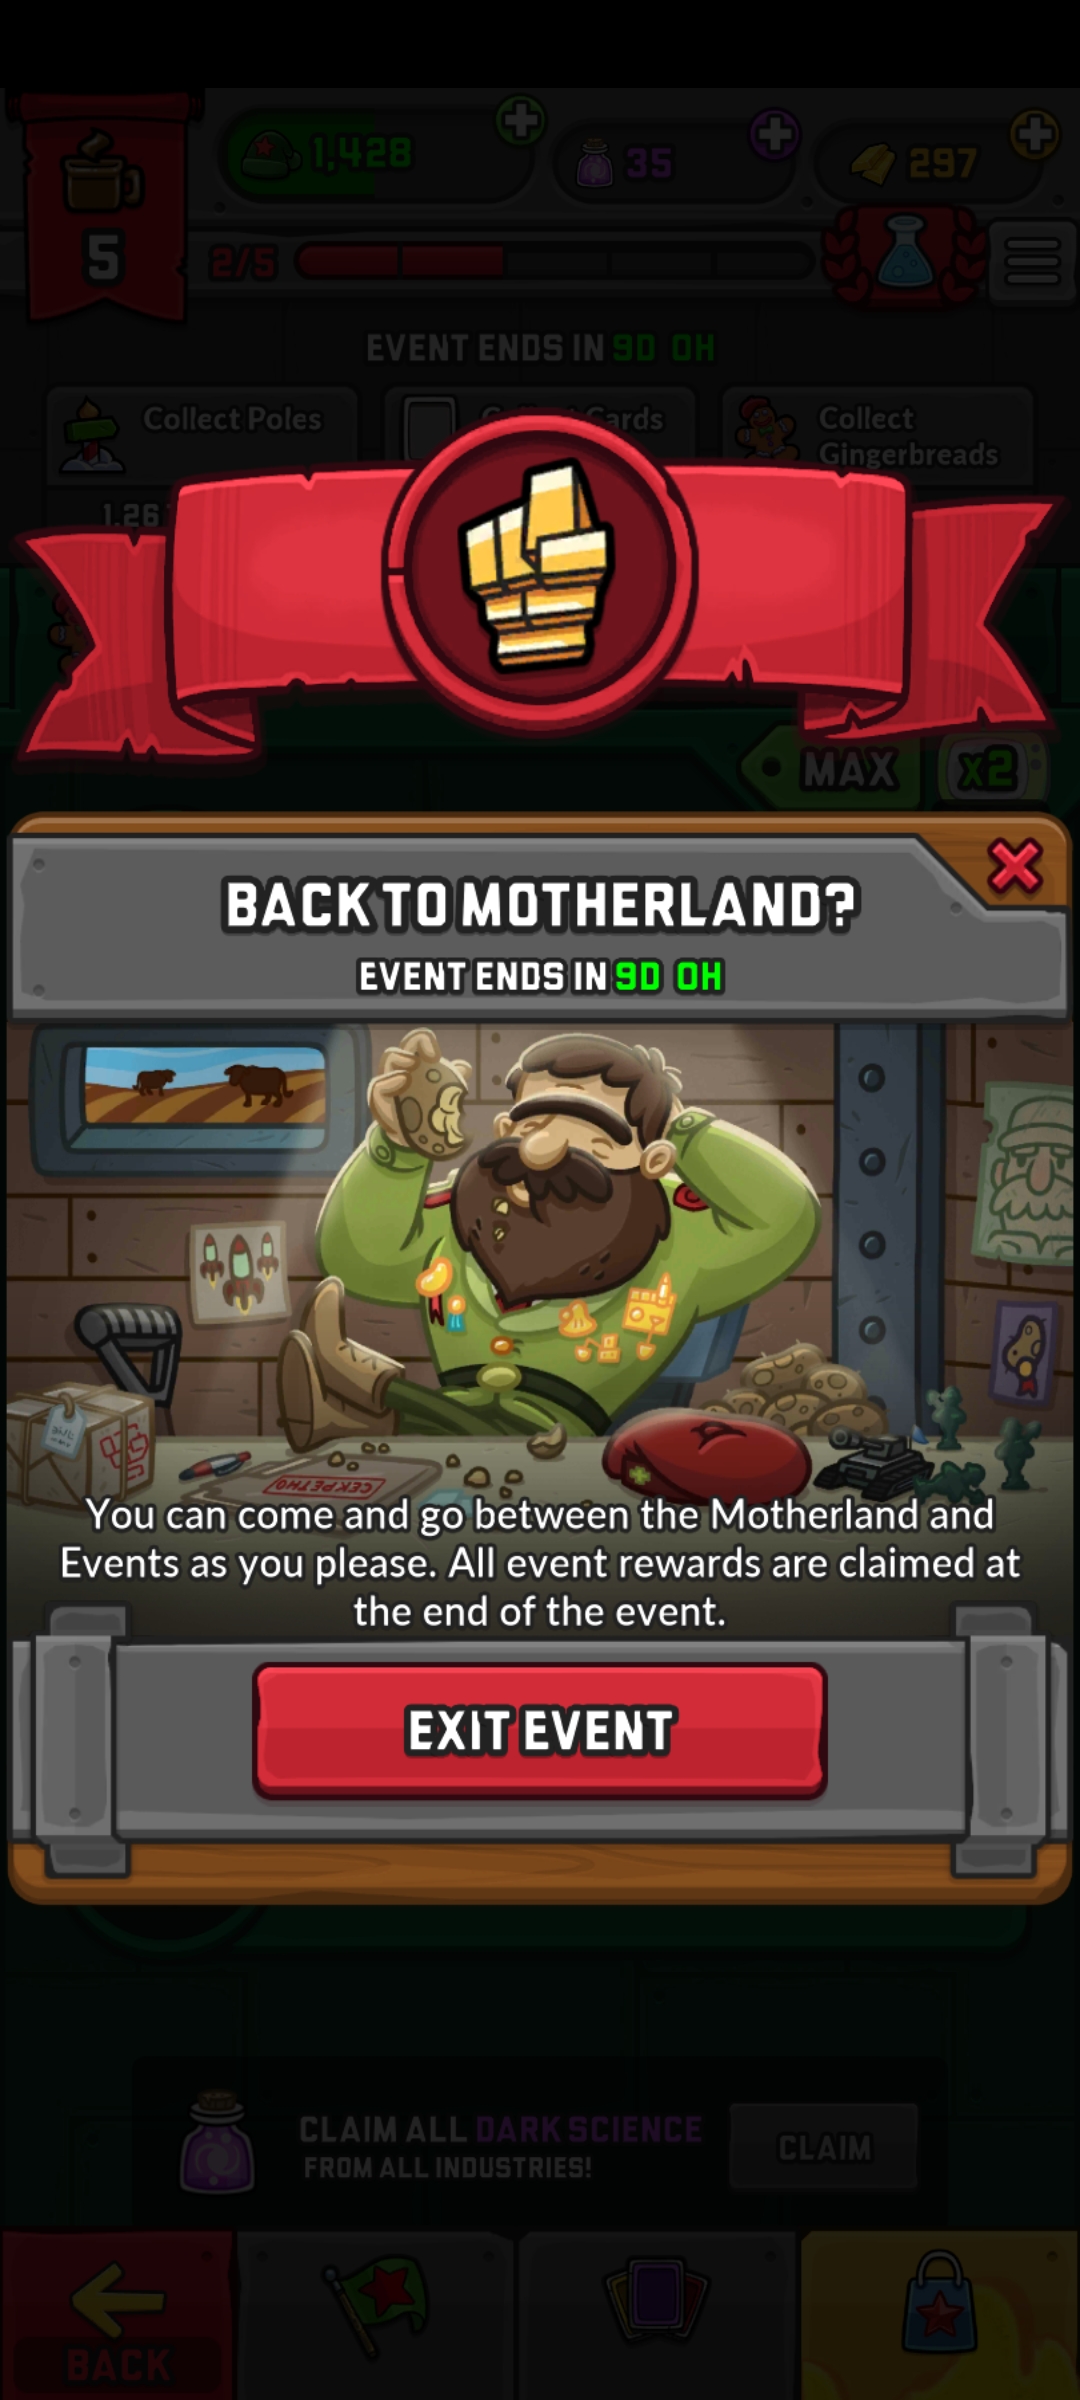 1,428
35
297
5
2/5
EVENT ENDS IN 9D 0H
Collect Poles
Cards
Collect
Gingerbreads
MAX
x2
BACK TO MOTHERLAND?
EVENT ENDS IN 9D 0H
СЕКРЕТНО
You can come and go between the Motherland and
Events as you please. All event rewards are claimed at
the end of the event.
EXIT EVENT
CLAIM ALL DARK SCIENCE
FROM ALL INDUSTRIES!
CLAIM
BACK